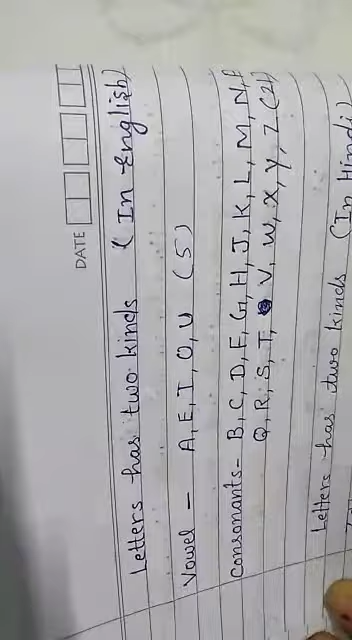 DATE
Letters has two kinds (In English)
Vowel - A, E, I, O, U (5)
Consonants - B, C, D, F, G, H, J, K, L, M, N, P
Q, R, S, T, V, W, X, Y, Z (21)
Letters has two kinds (In Hindi)